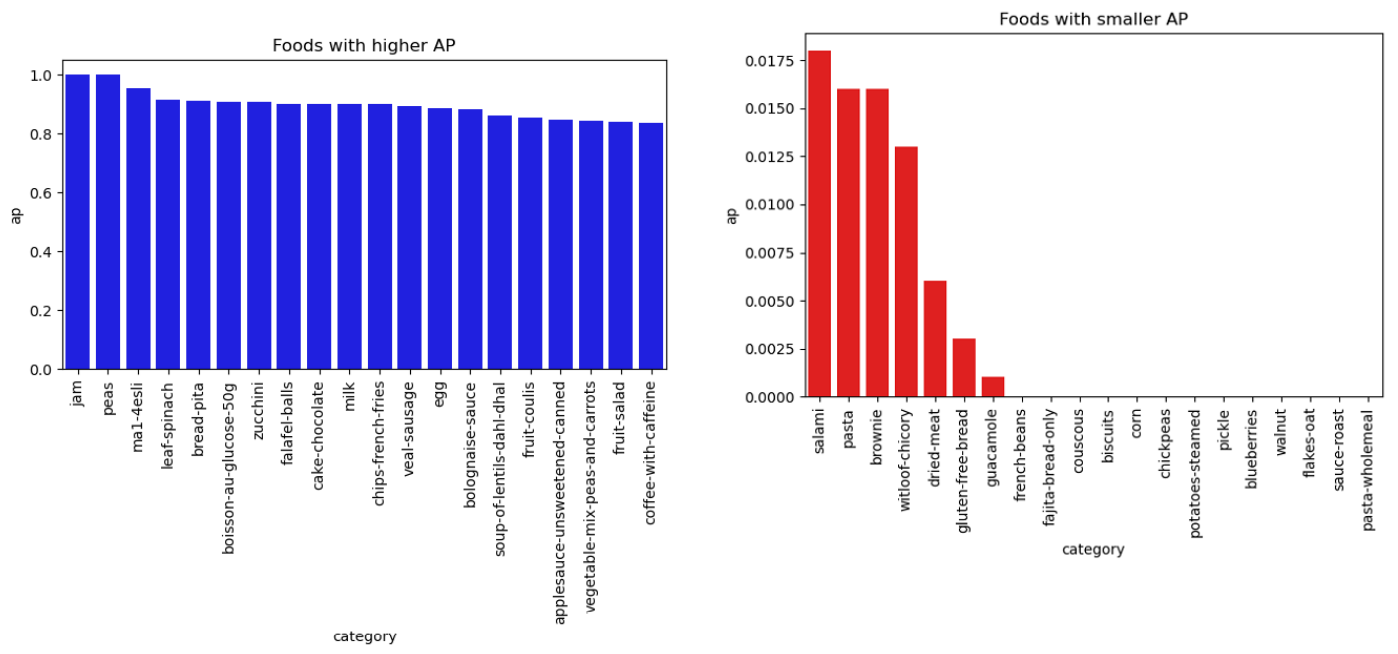 Foods with higher AP
1.0
0.8
0.6
0.4
0.2
0.0
ap
jam
peas
ma1-4esli
leaf-spinach
bread-pita
boisson-au-glucose-50g
zucchini
falafel-balls
cake-chocolate
milk
chips-french-fries
veal-sausage
egg
bolognaise-sauce
soup-of-lentils-dahl-dhal
fruit-coulis
applesauce-unsweetened-canned
vegetable-mix-peas-and-carrots
fruit-salad
coffee-with-caffeine
category
Foods with smaller AP
0.0175
0.0150
0.0125
0.0100
0.0075
0.0050
0.0025
0.0000
ap
salami
pasta
brownie
witloof-chicory
dried-meat
gluten-free-bread
guacamole
french-beans
fajita-bread-only
couscous
biscuits
corn
chickpeas
potatoes-steamed
pickle
blueberries
walnut
flakes-oat
sauce-roast
pasta-wholemeal
category